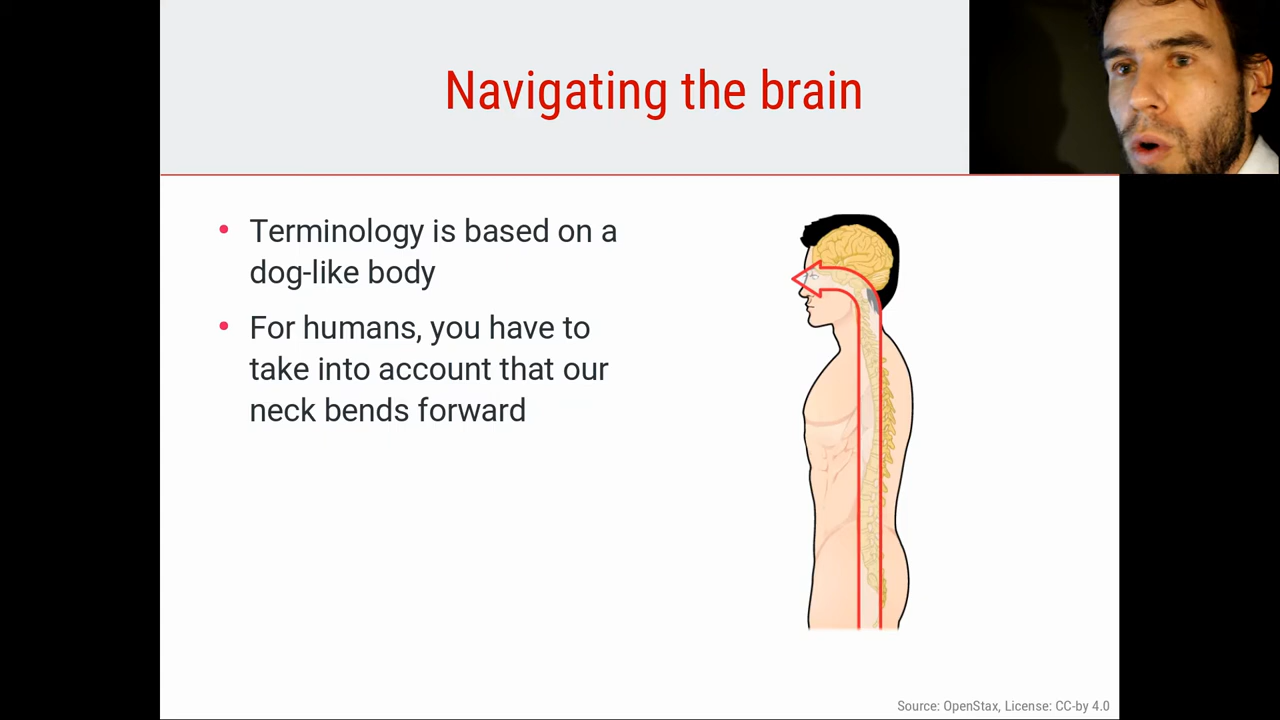 Navigating the brain
Terminology is based on a
dog-like body
For humans, you have to
take into account that our
neck bends forward
Source: OpenStax, License: CC-by 4.0